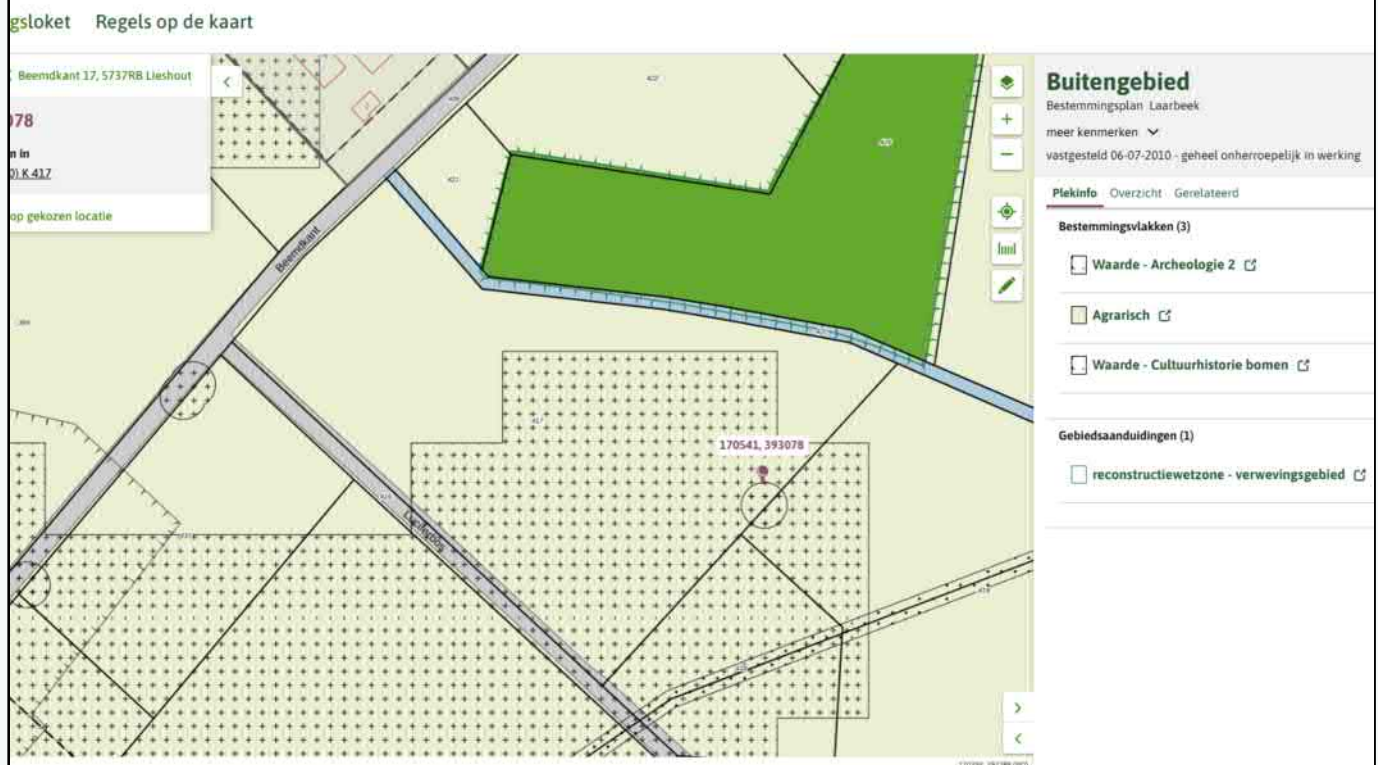 gsloket Regels op de kaart
Beemdkant 17, 5737RB Lieshout
078
n in
0) K 417
op gekozen locatie
Beemdkant
417
170541, 393078
Buitengebied
Bestemmingsplan Laarbeek
meer kenmerken
vastgesteld 06-07-2010 - geheel onherroepelijk in werking
Plekinfo Overzicht Gerelateerd
Bestemmingsvlakken (3)
Waarde - Archeologie 2
Agrarisch
Waarde - Cultuurhistorie bomen
Gebiedsaanduidingen (1)
reconstructiewetzone - verwevingsgebied